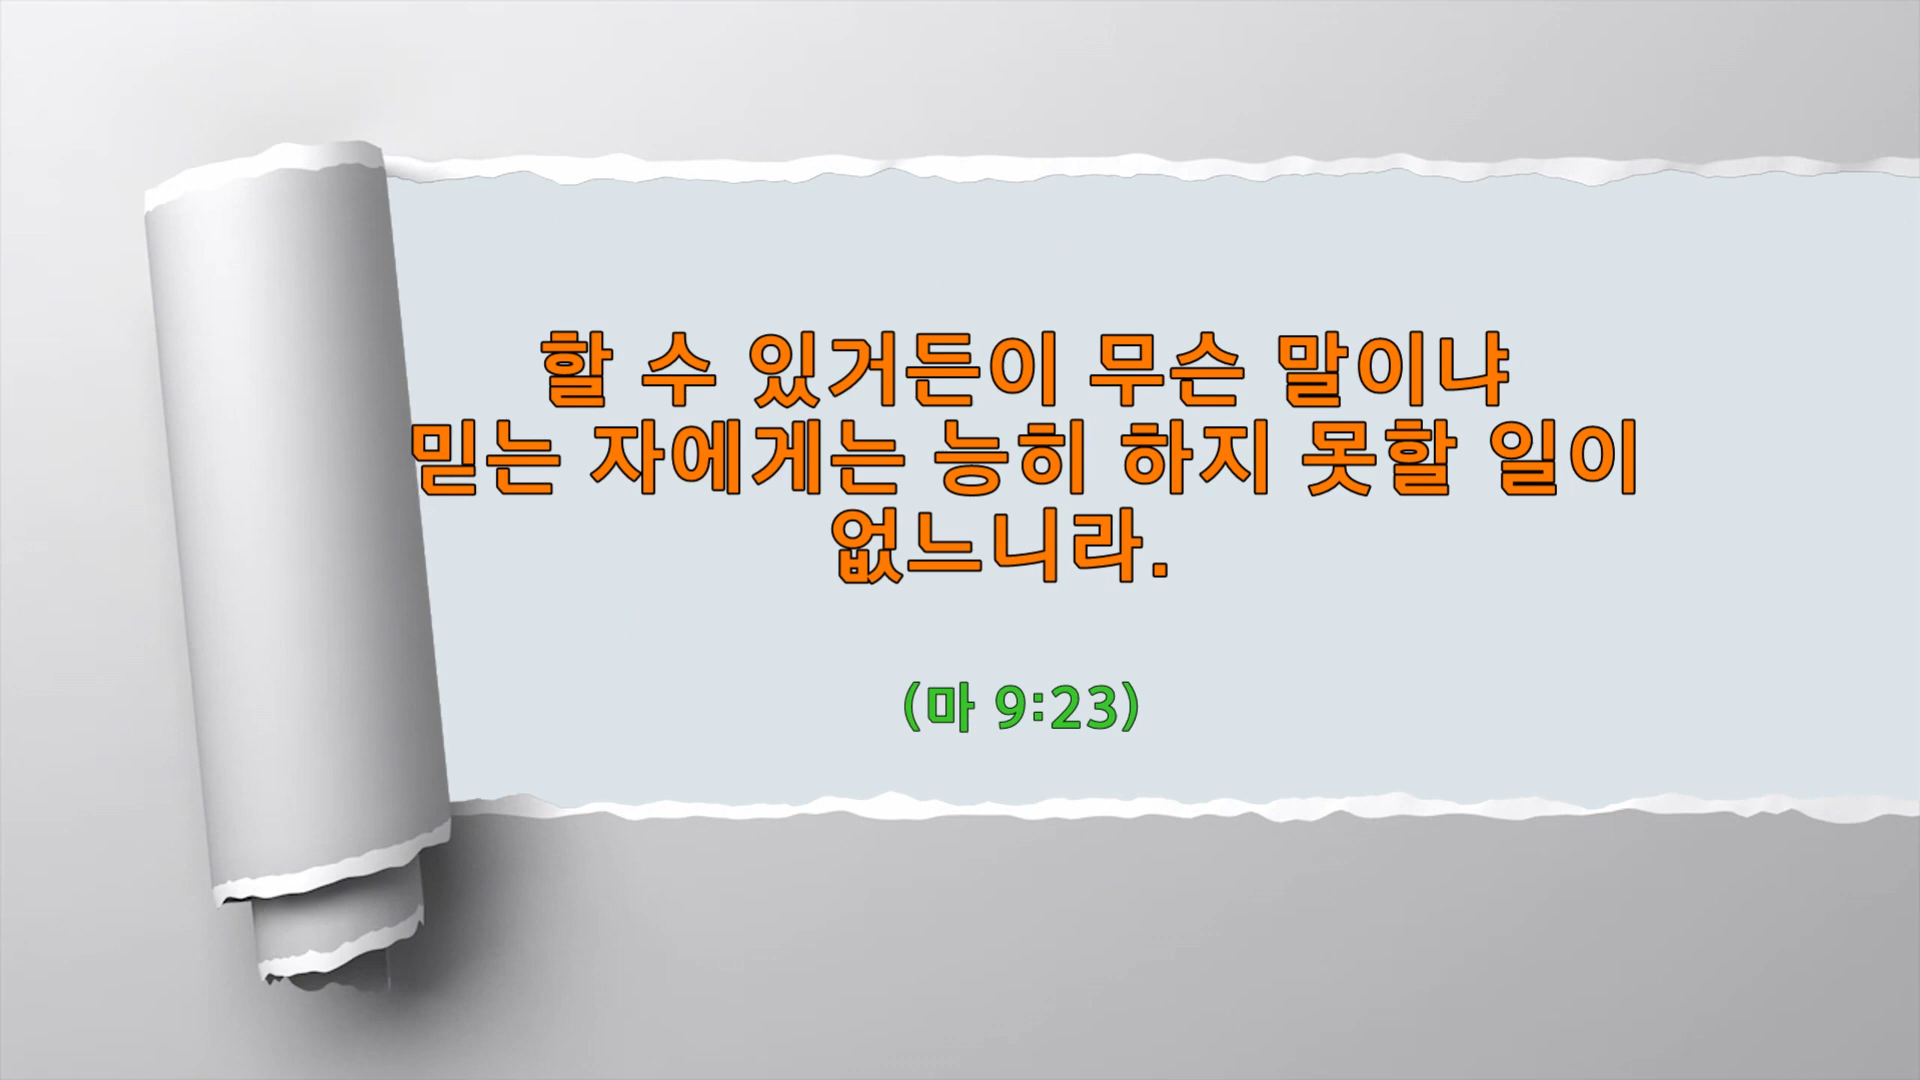 할 수 있거든이 무슨 말이냐
믿는 자에게는 능히 하지 못할 일이
없느니라.
(마 9:23)